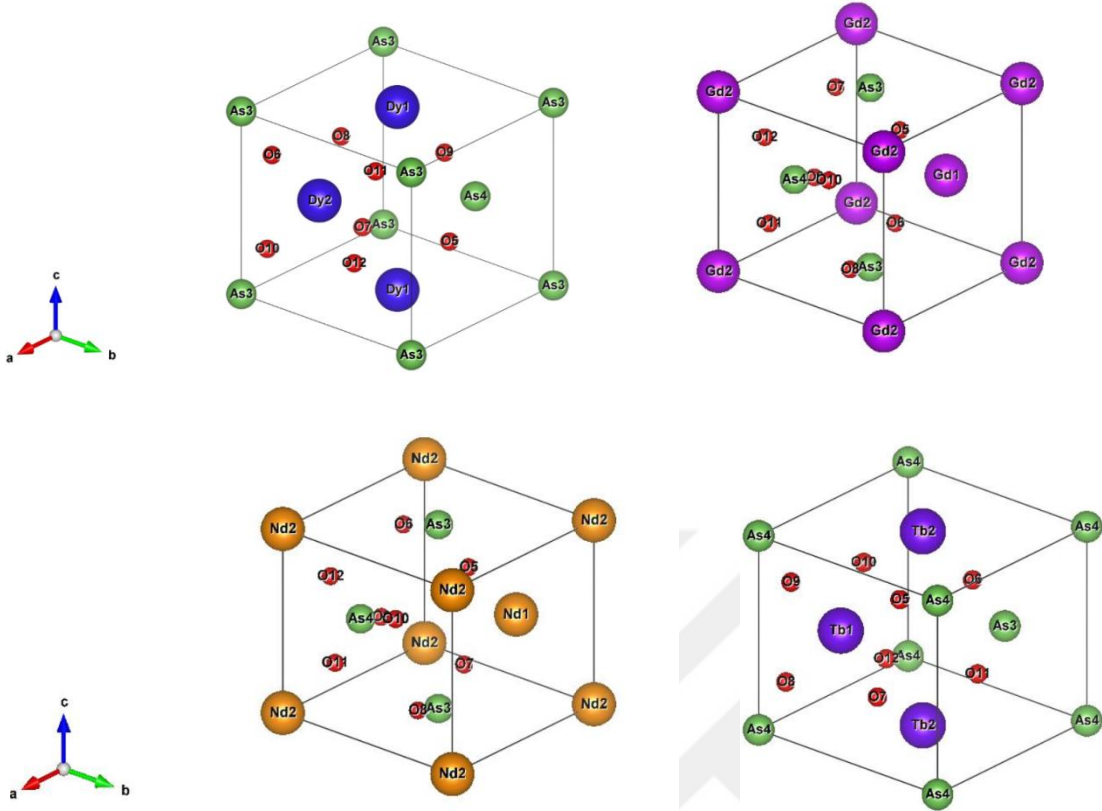 As3
As3
As3
Dy1
O8
O9
O6
O11
As3
As4
Dy2
O7
As3
O5
O10
O12
As3
As3
Dy1
As3
c
a
b
Gd2
Gd2
Gd2
O7
As3
O12
O5
Gd2
As4
O10
Gd1
Gd2
O11
O6
Gd2
Gd2
O8
As3
Gd2
Nd2
Nd2
Nd2
O6
As3
O12
O5
Nd2
As4
O10
Nd1
Nd2
O11
O7
Nd2
Nd2
O8
As3
Nd2
c
a
b
As4
As4
As4
Tb2
O10
O9
O6
O5
As4
Tb1
As3
O12
As4
O11
O8
O7
As4
As4
Tb2
As4